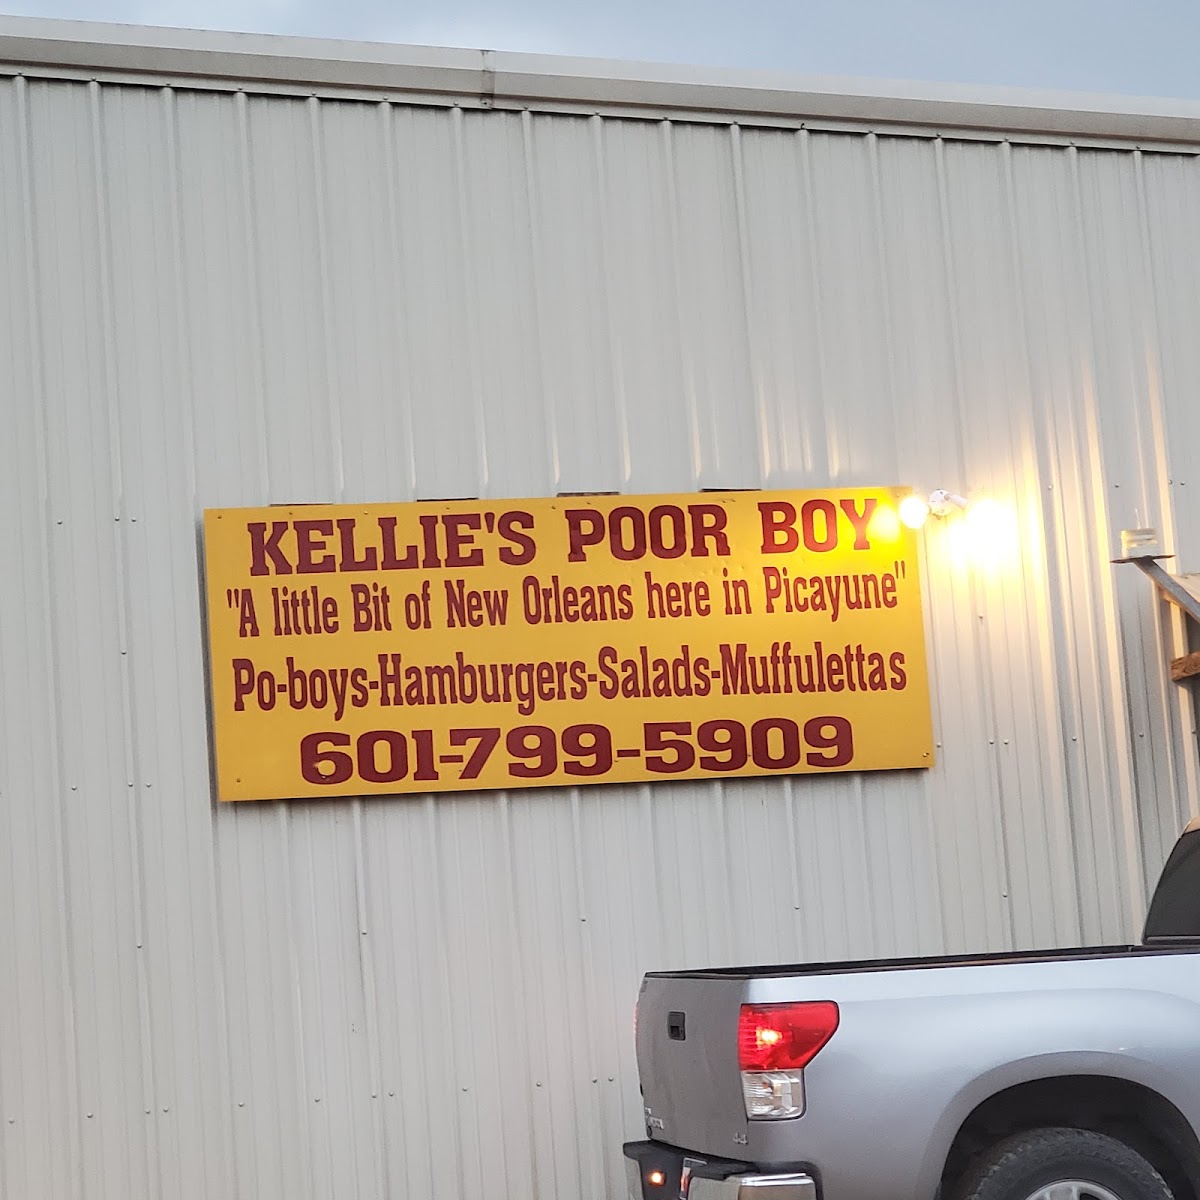 KELLIE'S POOR BOY
"A little Bit of New Orleans here in Picayune"
Po-boys-Hamburgers-Salads-Muffulettas
601-799-5909